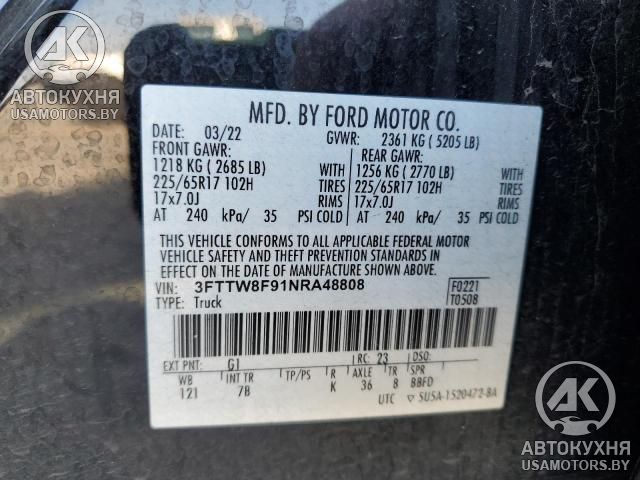 АК
АВТОКУХНЯ
USAMOTORS.BY
MFD. BY FORD MOTOR CO.
DATE: 03/22 GVWR: 2361 KG ( 5205 LB)
FRONT GAWR: REAR GAWR:
1218 KG ( 2685 LB) 1256 KG ( 2770 LB)
225/65R17 102H TIRES 225/65R17 102H TIRES
17x7.0J RIMS 17x7.0J RIMS
AT 240 kPa/ 35 PSI COLD AT 240 kPa/ 35 PSI COLD
THIS VEHICLE CONFORMS TO ALL APPLICABLE FEDERAL MOTOR
VEHICLE SAFETY AND THEFT PREVENTION STANDARDS IN
EFFECT ON THE DATE OF MANUFACTURE SHOWN ABOVE.
VIN: 3FTTW8F91NRA48808 F0221
TYPE: Truck T0508
EXT PNT: G1 RC: 23 DSO:
WB INT TR TP/PS R AXLE TR SPR
121 7B K 36 8 BBFD
UTC ▽ SU5A-1520472-BA
АК
АВТОКУХНЯ
USAMOTORS.BY